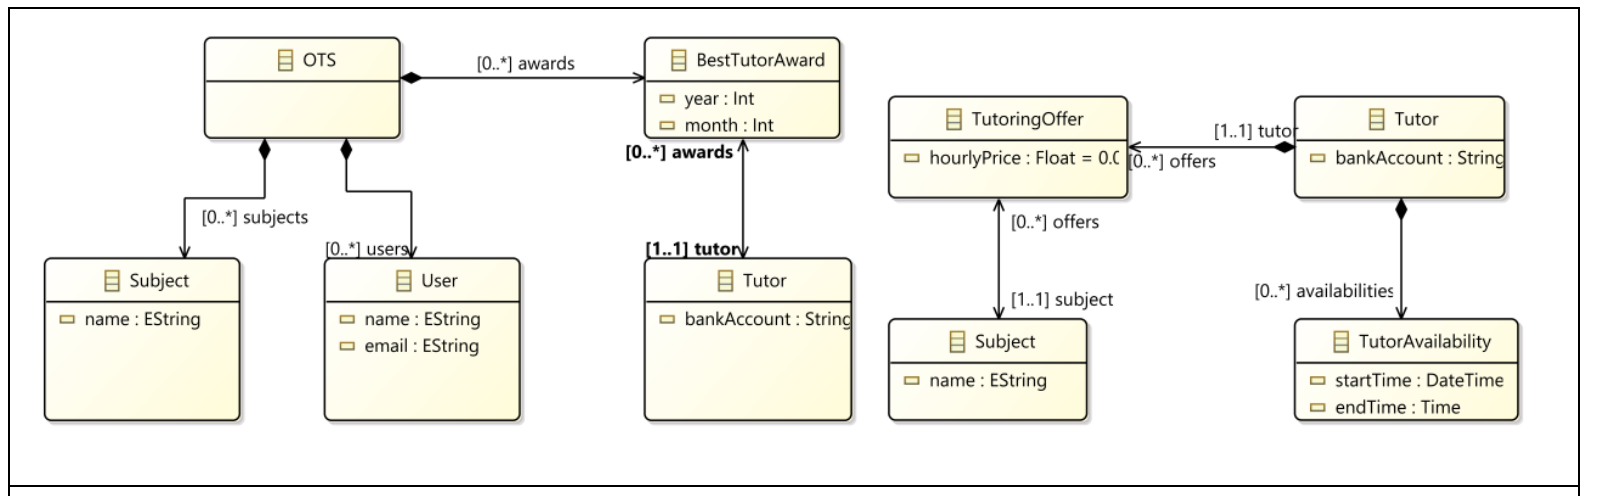 OTS
[0..*] awards
BestTutorAward
year : Int
month : Int
[0..*] awards
[0..*] subjects
[0..*] users
[1..1] tutor
Subject
name : EString
User
name : EString
email : EString
Tutor
bankAccount : String
TutoringOffer
hourlyPrice : Float = 0.0
[1..1] tutor
[0..*] offers
Tutor
bankAccount : String
[0..*] offers
[1..1] subject
[0..*] availabilities
Subject
name : EString
TutorAvailability
startTime : DateTime
endTime : Time